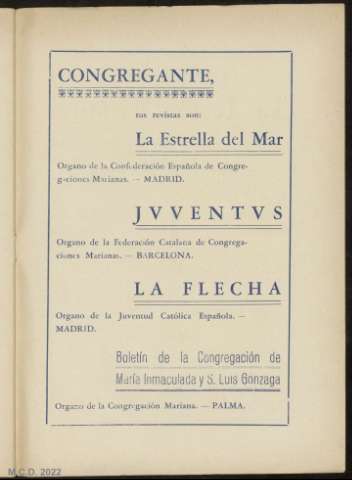 CONGREGANTE,
tus revistas son:
La Estrella del Mar
Organo de la Confederación Española de Congre-
gaciones Marianas. — MADRID.
JVVENTVS
Organo de la Federación Catalana de Congrega-
ciones Marianas. — BARCELONA.
LA FLECHA
Organo de la Juventud Católica Española. —
MADRID.
Boletín de la Congregación de
María Inmaculada y S. Luis Gonzaga
Organo de la Congregación Mariana. — PALMA.
M.C.D. 2022